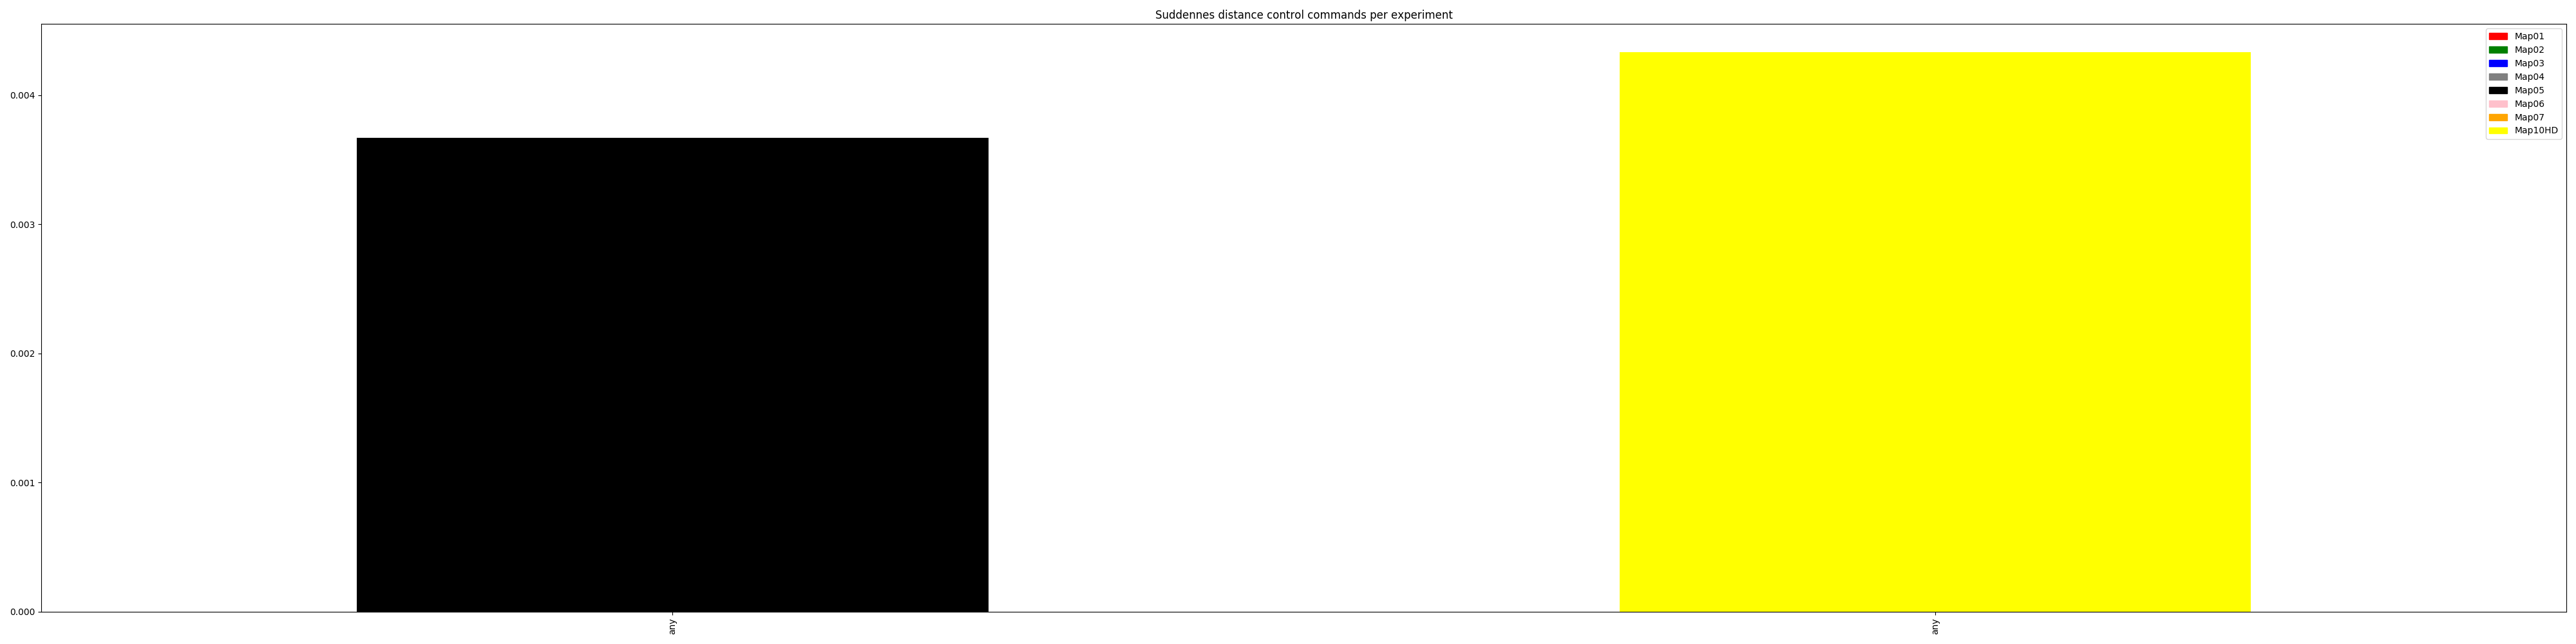 Suddennes distance control commands per experiment
Map01
Map02
Map03
Map04
Map05
Map06
Map07
Map10HD
0.004
0.003
0.002
0.001
0.000
any
any